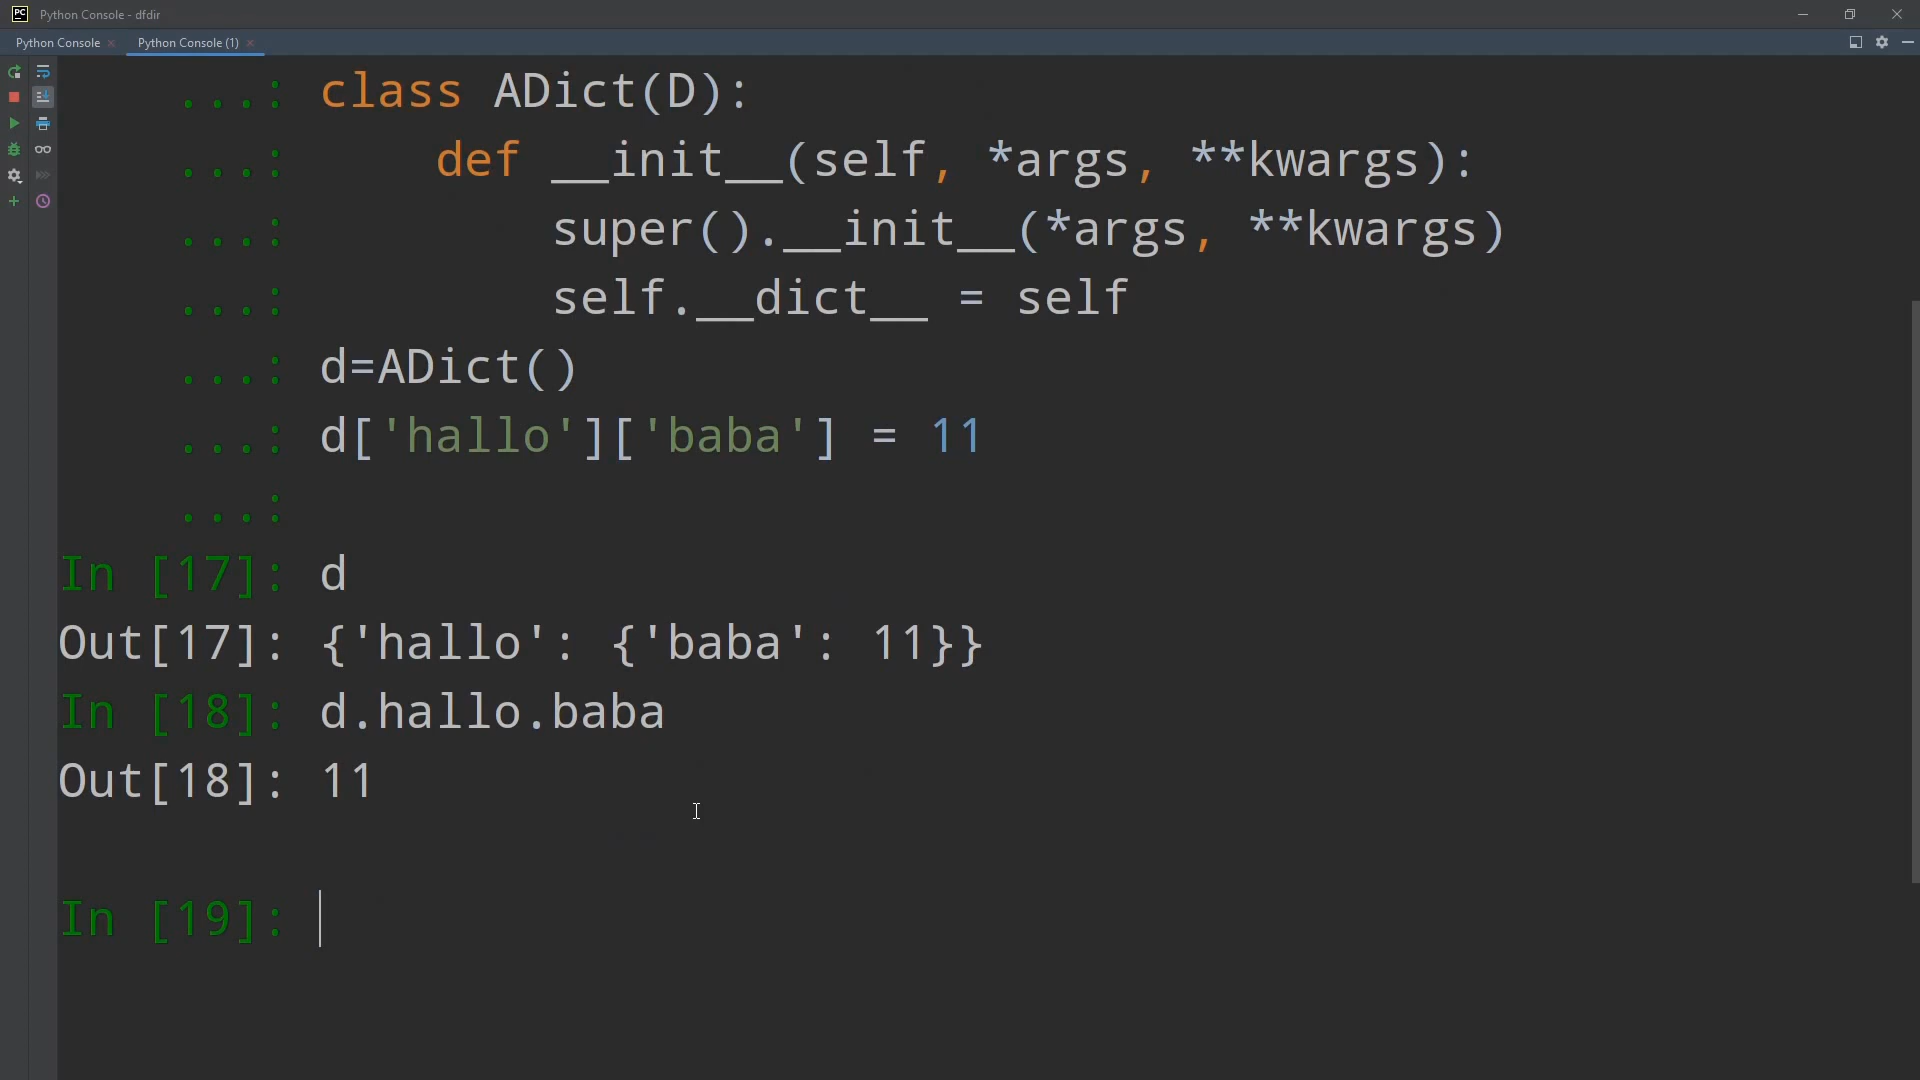 Python Console - dfdir
Python Console
Python Console (1)
...: class ADict(D):
...: def __init__(self, *args, **kwargs):
...: super().__init__(*args, **kwargs)
...: self.__dict__ = self
...: d=ADict()
...: d['hallo']['baba'] = 11
...:
In [17]: d
Out[17]: {'hallo': {'baba': 11}}
In [18]: d.hallo.baba
Out[18]: 11
In [19]: